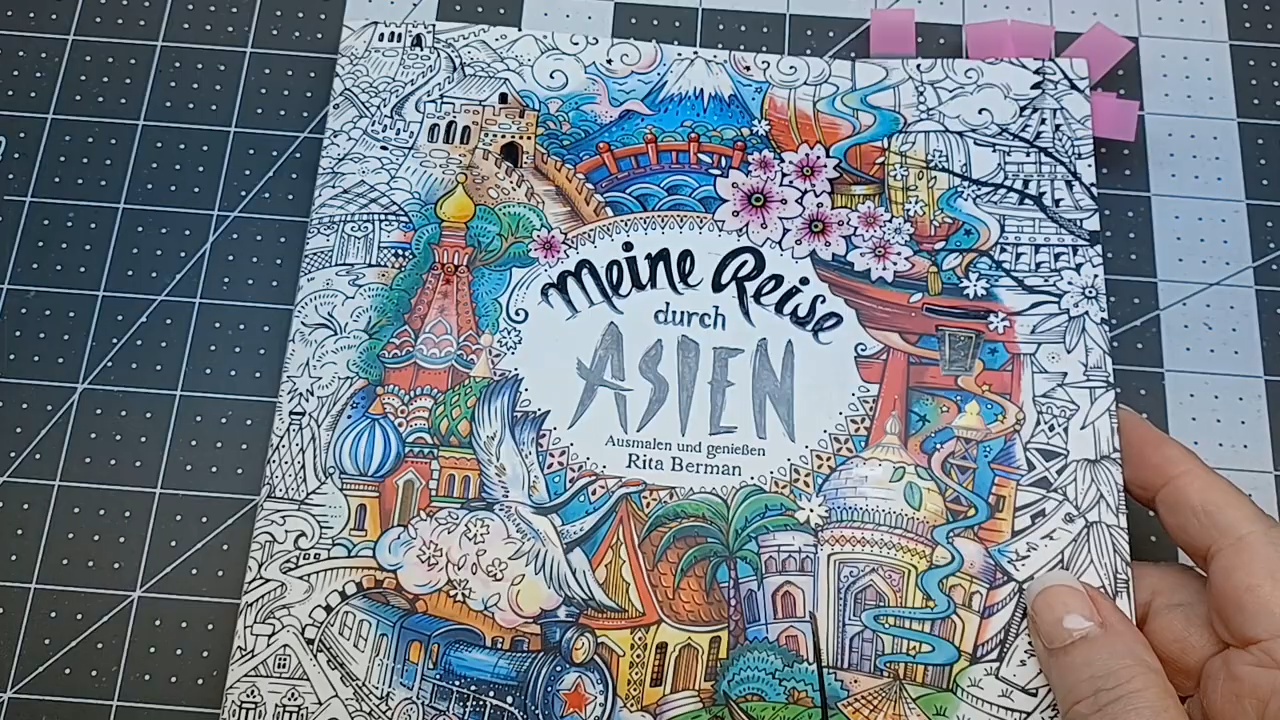 Meine Reise
durch
ASIEN
Ausmalen und genießen
Rita Berman